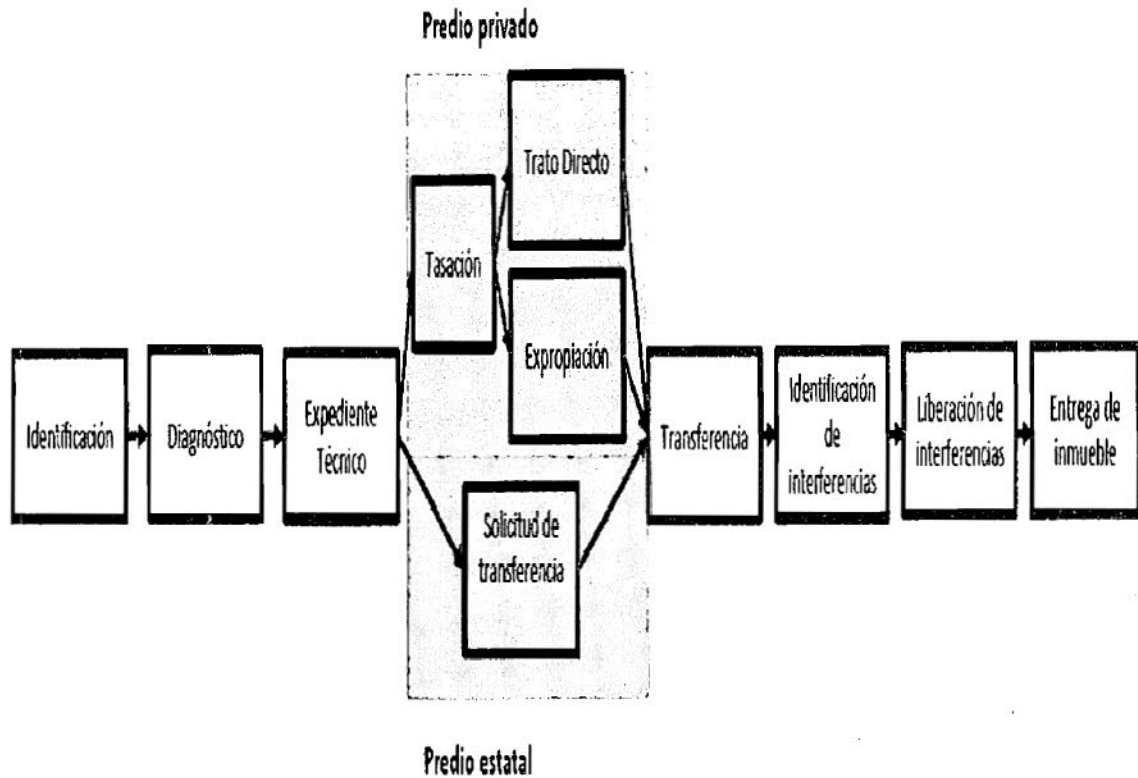 Predio privado
Trato Directo
Tasación
Expropiación
Identificación
Diagnóstico
Expediente
Técnico
Solicitud de
transferencia
Transferencia
Identificación
de
interferencias
Liberación de
interferencias
Entrega de
inmueble
Predio estatal